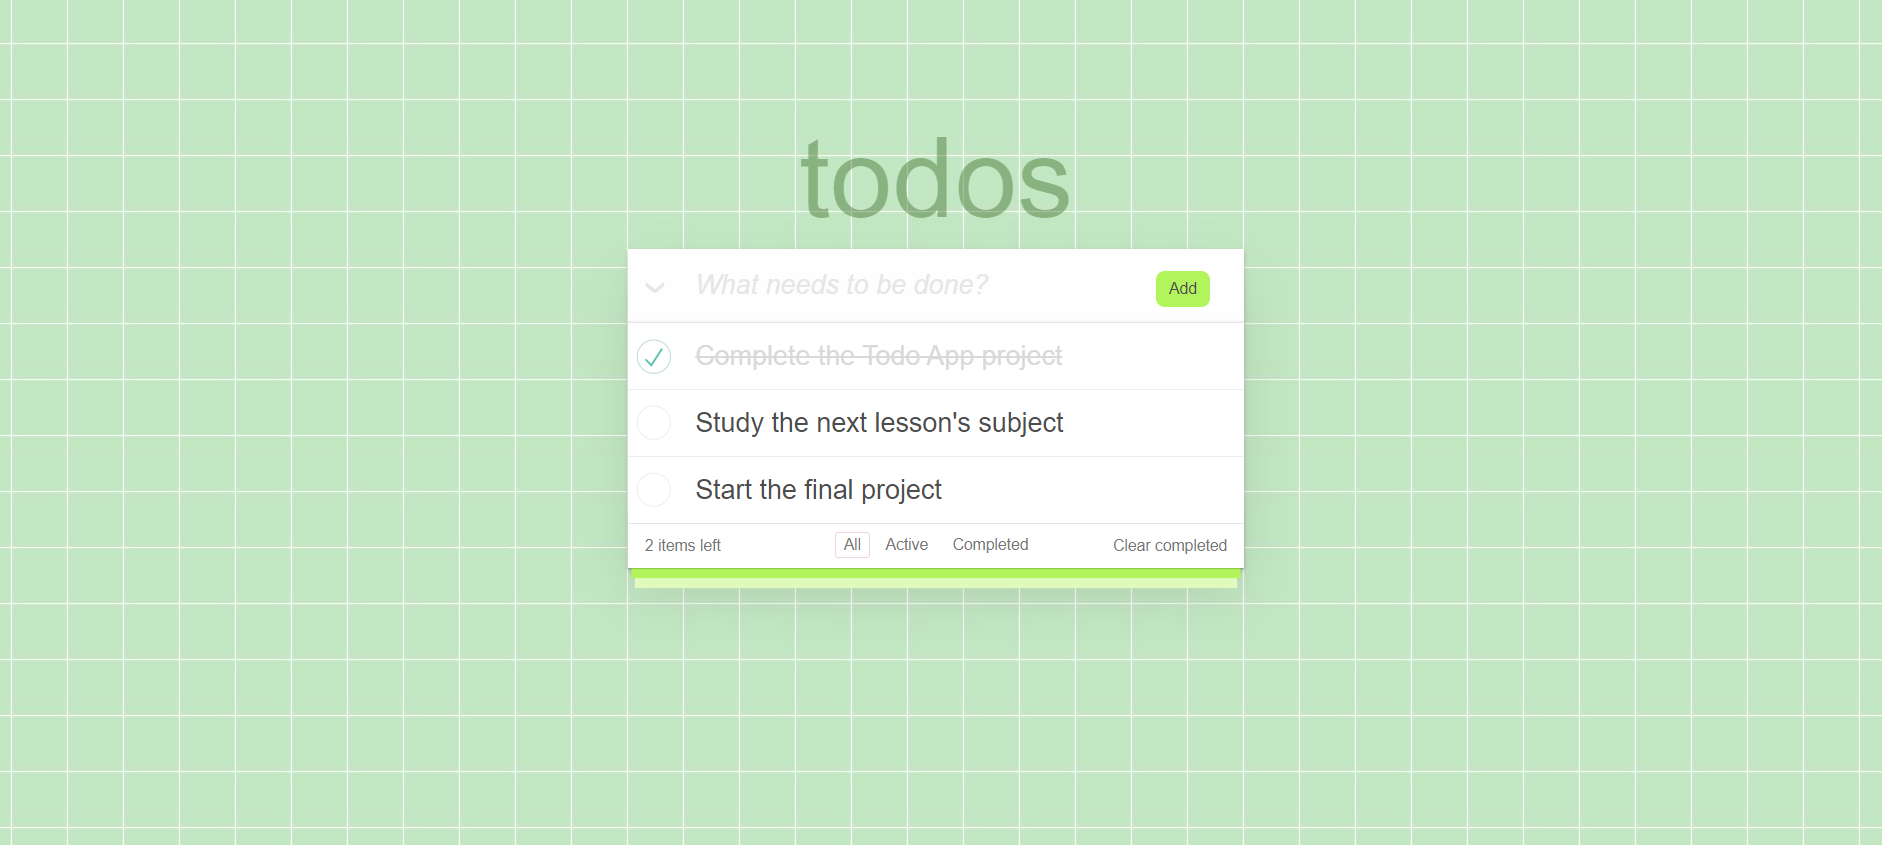 todos
What needs to be done?
Add
Complete the Todo App project
Study the next lesson's subject
Start the final project
2 items left
All
Active
Completed
Clear completed